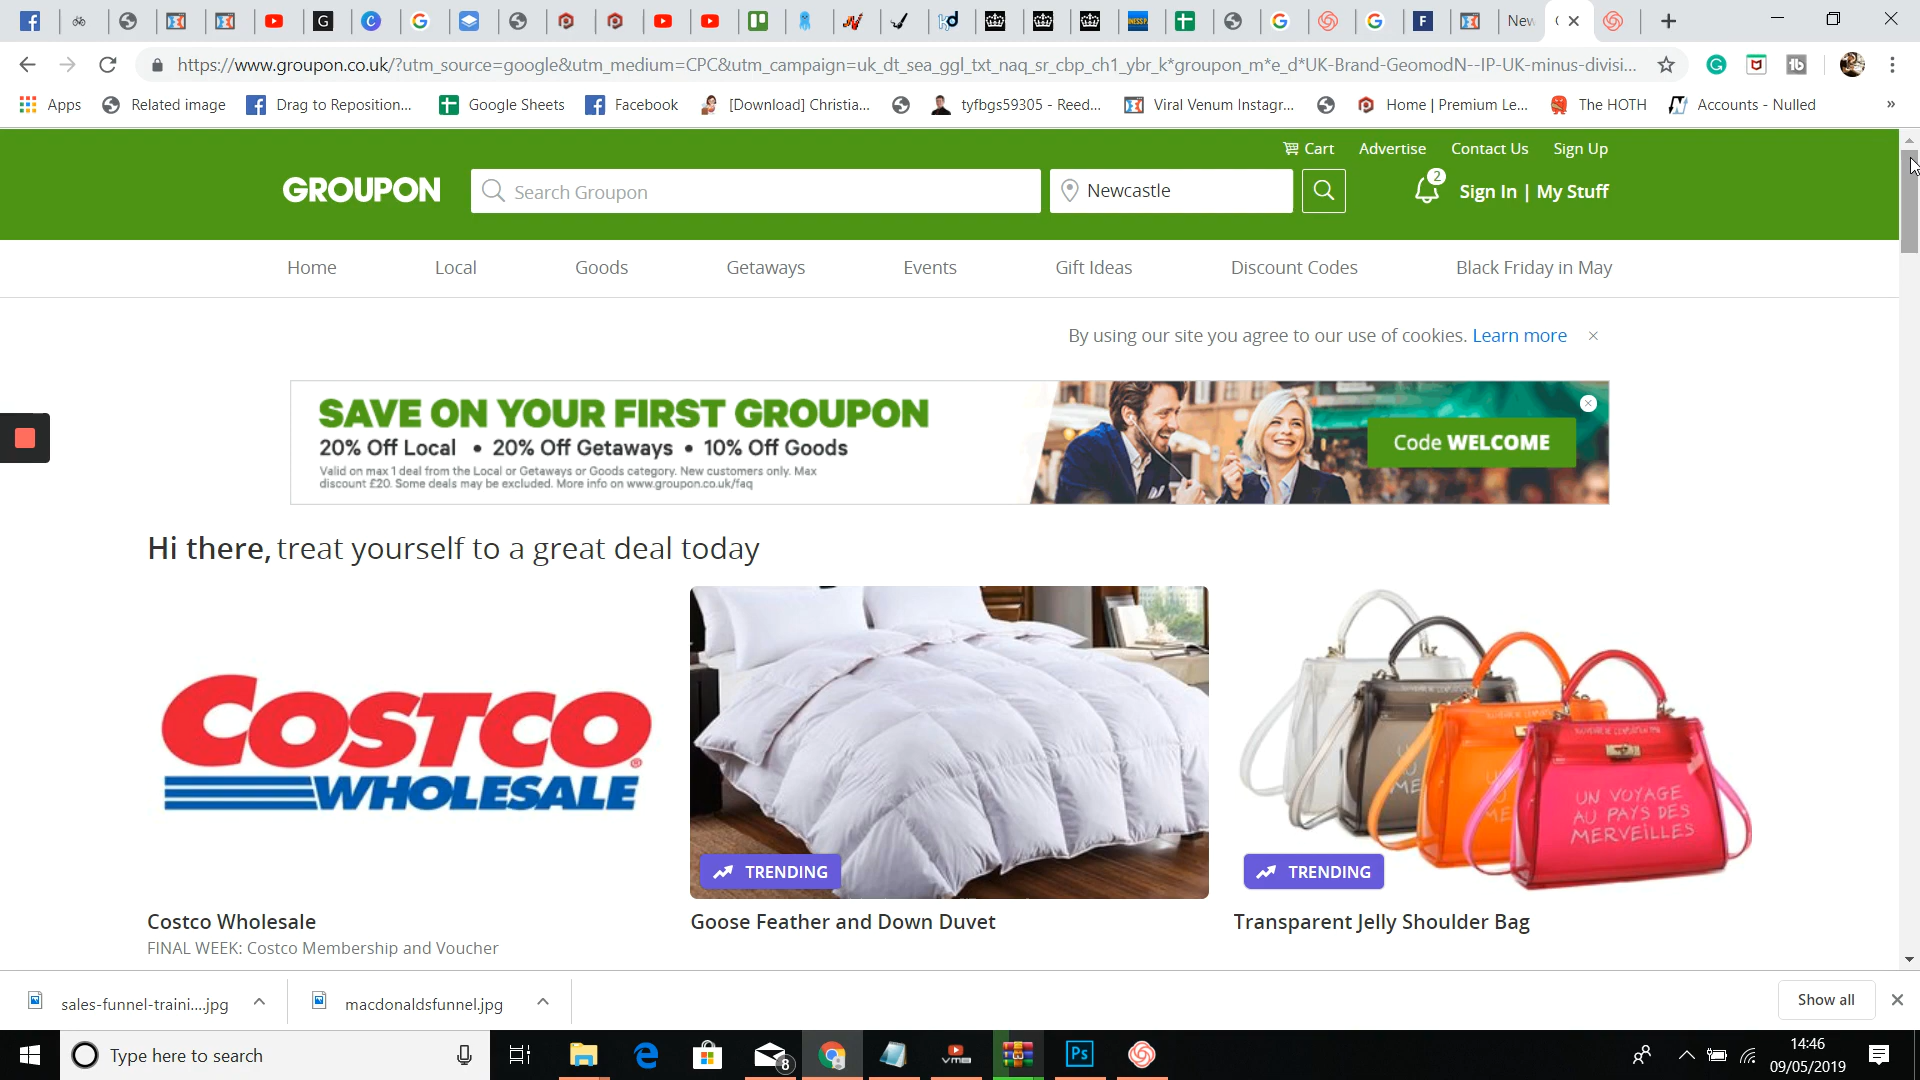 New
https://www.groupon.co.uk/?utm_source=google&utm_medium=CPC&utm_campaign=uk_dt_sea_ggl_txt_naq_sr_cbp_ch1_ybr_k*groupon_m*e_d*UK-Brand-GeomodN--IP-UK-minus-divisi...
Apps Related image Drag to Reposition... Google Sheets Facebook [Download] Christia... tyfbgs59305 - Reed... Viral Venum Instagr... Home | Premium Le... The HOTH Accounts - Nulled »
Cart Advertise Contact Us Sign Up
GROUPON Search Groupon Newcastle 2 Sign In | My Stuff
Home Local Goods Getaways Events Gift Ideas Discount Codes Black Friday in May
By using our site you agree to our use of cookies. Learn more ×
SAVE ON YOUR FIRST GROUPON
20% Off Local • 20% Off Getaways • 10% Off Goods
Code WELCOME
Valid on max 1 deal from the Local or Getaways or Goods category. New customers only. Max
discount £20. Some deals may be excluded. More info on www.groupon.co.uk/faq
Hi there, treat yourself to a great deal today
COSTCO
WHOLESALE
UN VOYAGE
AU PAYS DES
MERVEILLES
TRENDING
TRENDING
Costco Wholesale
FINAL WEEK: Costco Membership and Voucher
Goose Feather and Down Duvet
Transparent Jelly Shoulder Bag
sales-funnel-traini....jpg macdonaldsfunnel.jpg Show all
Type here to search 8 Ps 14:46
09/05/2019